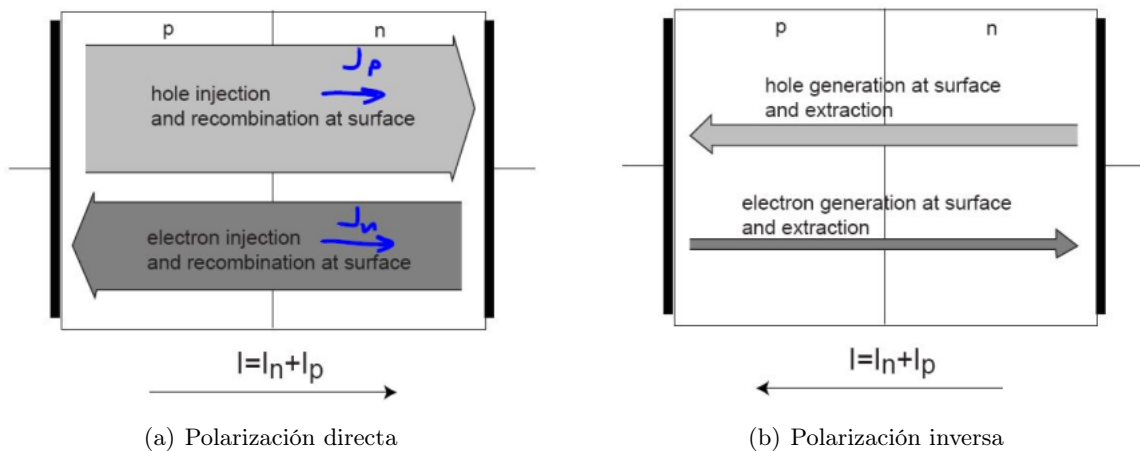 p
n
J_p
hole injection
and recombination at surface
J_n
electron injection
and recombination at surface
I=I_n+I_p
(a) Polarización directa
p
n
hole generation at surface
and extraction
electron generation at surface
and extraction
I=I_n+I_p
(b) Polarización inversa